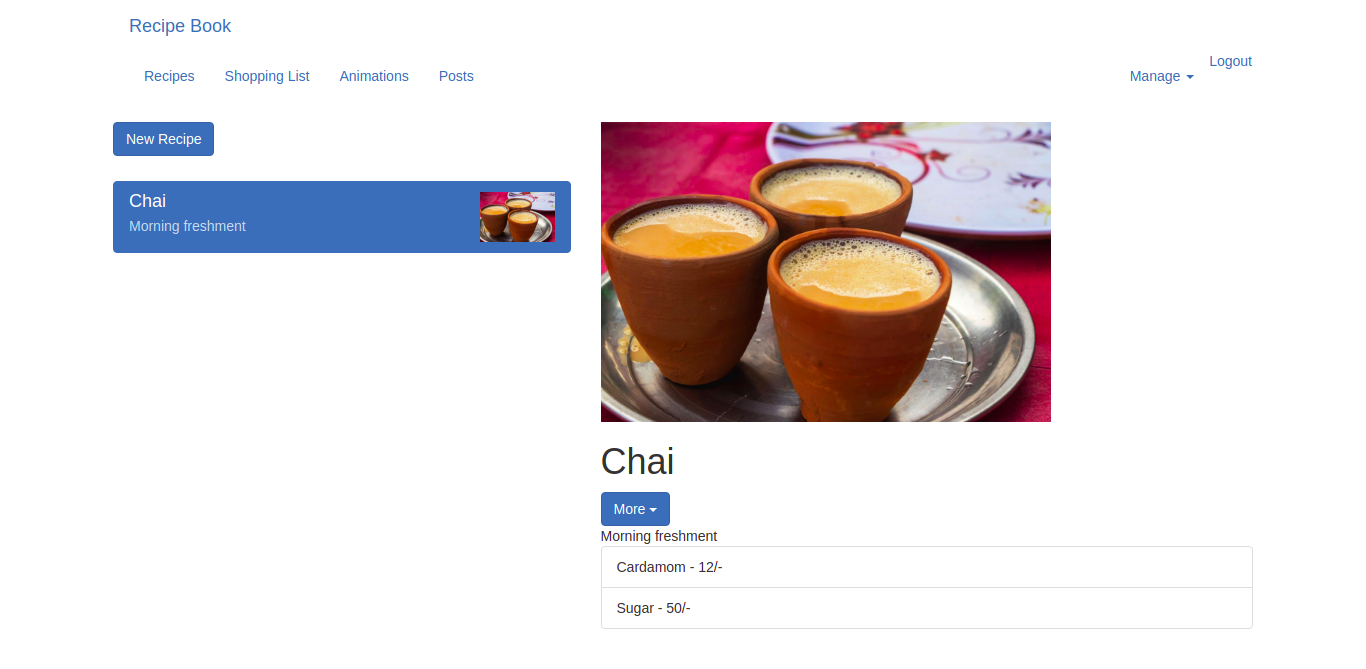 Recipe Book
Recipes Shopping List Animations Posts Manage Logout
New Recipe
Chai
Morning freshment
Chai
More
Morning freshment
Cardamom - 12/-
Sugar - 50/-